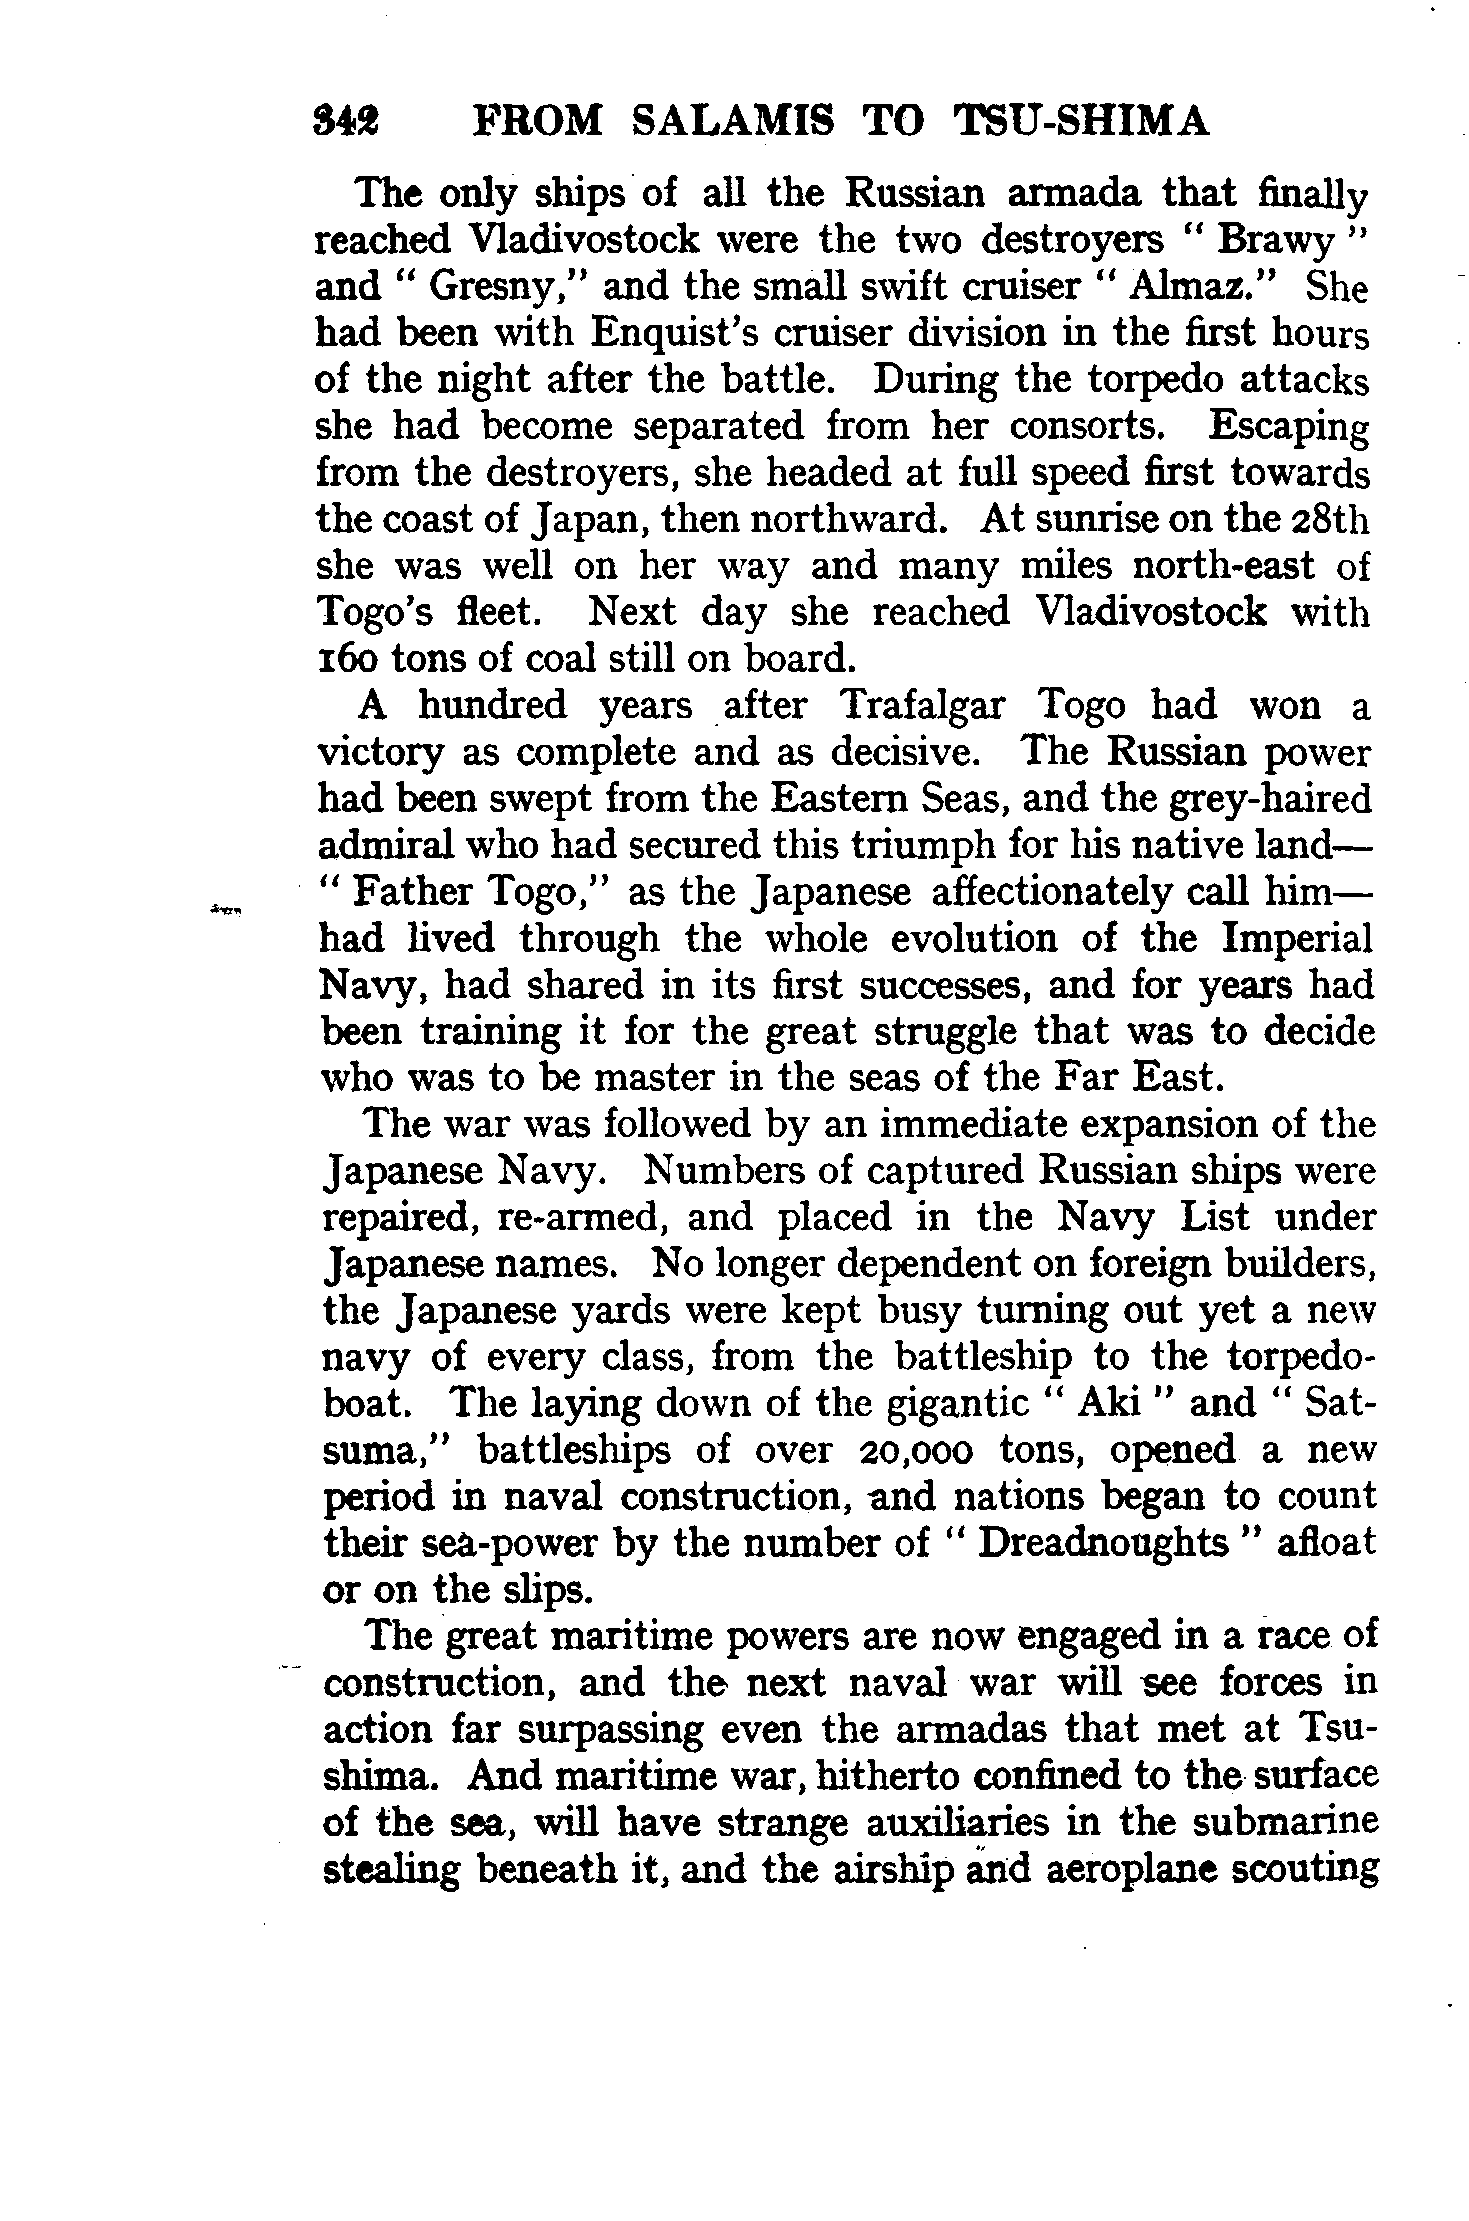 342 FROM SALAMIS TO TSU-SHIMA
The only ships of all the Russian armada that finally
reached Vladivostock were the two destroyers " Brawy "
and " Gresny," and the small swift cruiser " Almaz." She
had been with Enquist's cruiser division in the first hours
of the night after the battle. During the torpedo attacks
she had become separated from her consorts. Escaping
from the destroyers, she headed at full speed first towards
the coast of Japan, then northward. At sunrise on the 28th
she was well on her way and many miles north-east of
Togo's fleet. Next day she reached Vladivostock with
160 tons of coal still on board.
A hundred years after Trafalgar Togo had won a
victory as complete and as decisive. The Russian power
had been swept from the Eastern Seas, and the grey-haired
admiral who had secured this triumph for his native land—
" Father Togo," as the Japanese affectionately call him—
had lived through the whole evolution of the Imperial
Navy, had shared in its first successes, and for years had
been training it for the great struggle that was to decide
who was to be master in the seas of the Far East.
The war was followed by an immediate expansion of the
Japanese Navy. Numbers of captured Russian ships were
repaired, re-armed, and placed in the Navy List under
Japanese names. No longer dependent on foreign builders,
the Japanese yards were kept busy turning out yet a new
navy of every class, from the battleship to the torpedo-
boat. The laying down of the gigantic " Aki " and " Sat-
suma," battleships of over 20,000 tons, opened a new
period in naval construction, and nations began to count
their sea-power by the number of " Dreadnoughts " afloat
or on the slips.
The great maritime powers are now engaged in a race of
construction, and the next naval war will see forces in
action far surpassing even the armadas that met at Tsu-
shima. And maritime war, hitherto confined to the surface
of the sea, will have strange auxiliaries in the submarine
stealing beneath it, and the airship and aeroplane scouting